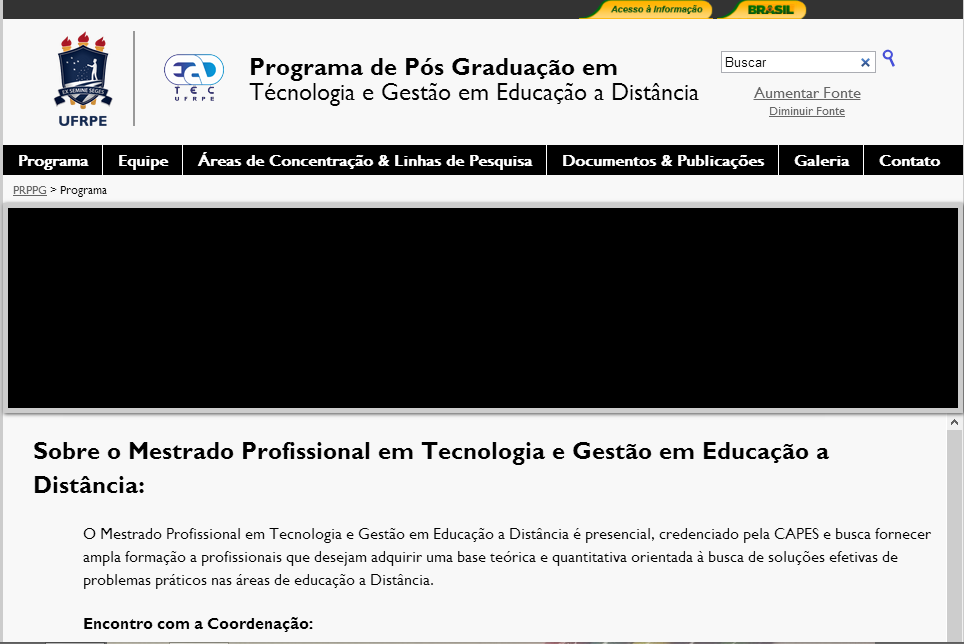 Acesso à Informação BRASIL
EX SEMINE SEGES
UFRPE
EAD
TEC
UFRPE
Programa de Pós Graduação em
Técnologia e Gestão em Educação a Distância
Buscar ×
Aumentar Fonte
Diminuir Fonte
Programa Equipe Áreas de Concentração & Linhas de Pesquisa Documentos & Publicações Galeria Contato
PRPPG > Programa
Sobre o Mestrado Profissional em Tecnologia e Gestão em Educação a
Distância:
O Mestrado Profissional em Tecnologia e Gestão em Educação a Distância é presencial, credenciado pela CAPES e busca fornecer
ampla formação a profissionais que desejam adquirir uma base teórica e quantitativa orientada à busca de soluções efetivas de
problemas práticos nas áreas de educação a Distância.
Encontro com a Coordenação: